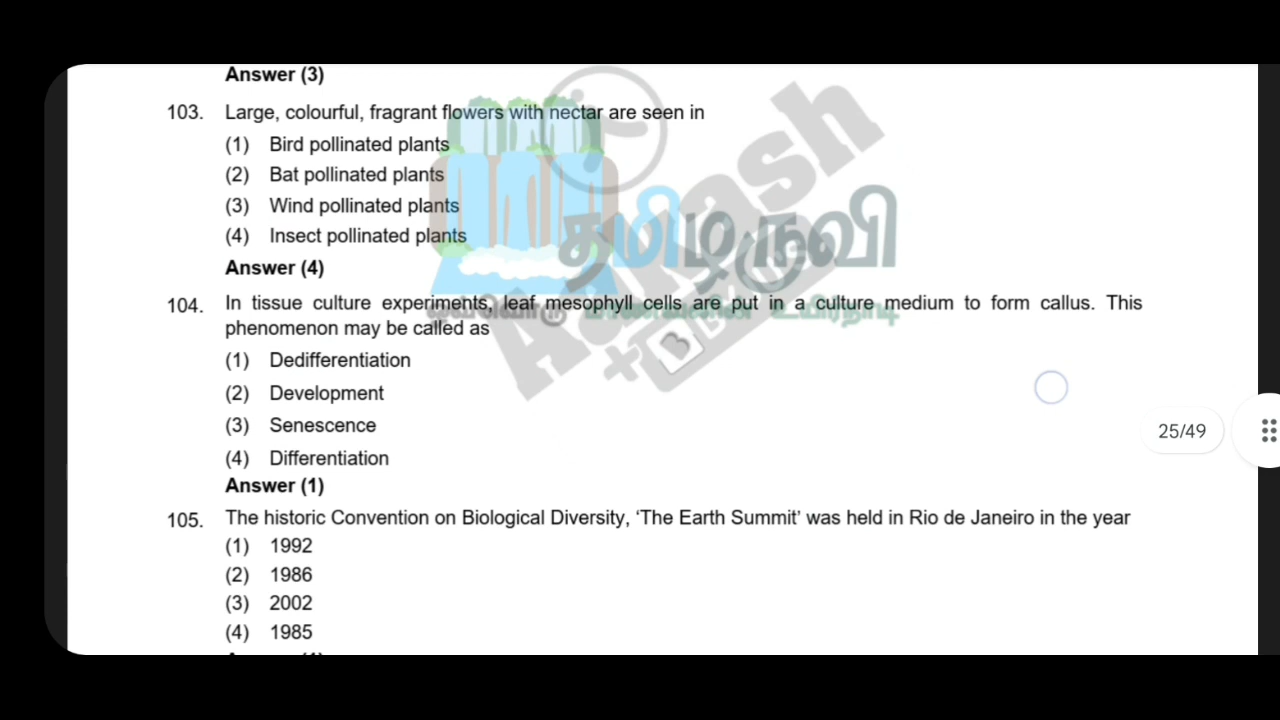 Answer (3)
103. Large, colourful, fragrant flowers with nectar are seen in
(1) Bird pollinated plants
(2) Bat pollinated plants
(3) Wind pollinated plants
(4) Insect pollinated plants
Answer (4)
104. In tissue culture experiments, leaf mesophyll cells are put in a culture medium to form callus. This
phenomenon may be called as
(1) Dedifferentiation
(2) Development
(3) Senescence
(4) Differentiation
Answer (1)
105. The historic Convention on Biological Diversity, ‘The Earth Summit’ was held in Rio de Janeiro in the year
(1) 1992
(2) 1986
(3) 2002
(4) 1985
25/49
Aakash
+BYJU'S
தமிழருவி